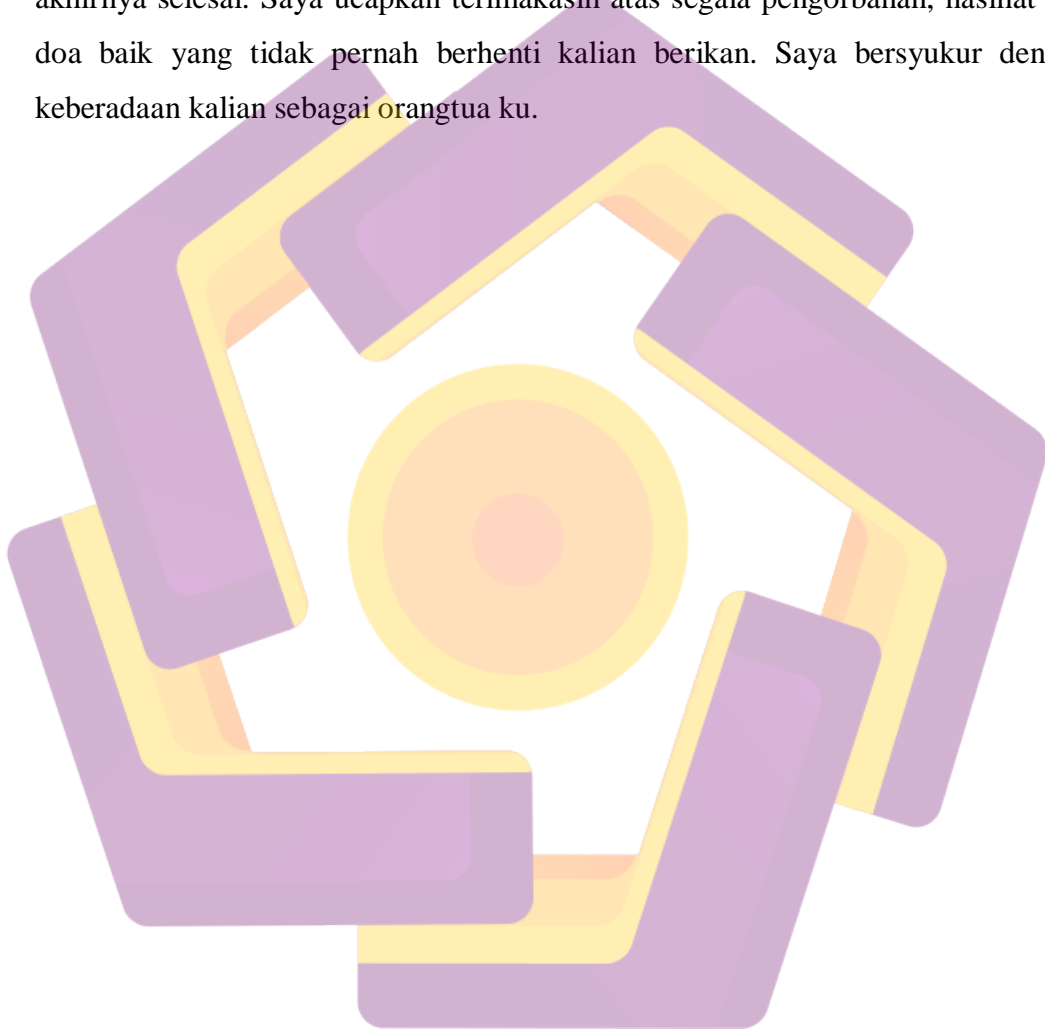 akhirnya selesai. Saya ucapkan terimakasih atas segala pengorbanan, nasihat
doa baik yang tidak pernah berhenti kalian berikan. Saya bersyukur den
keberadaan kalian sebagai orangtua ku.